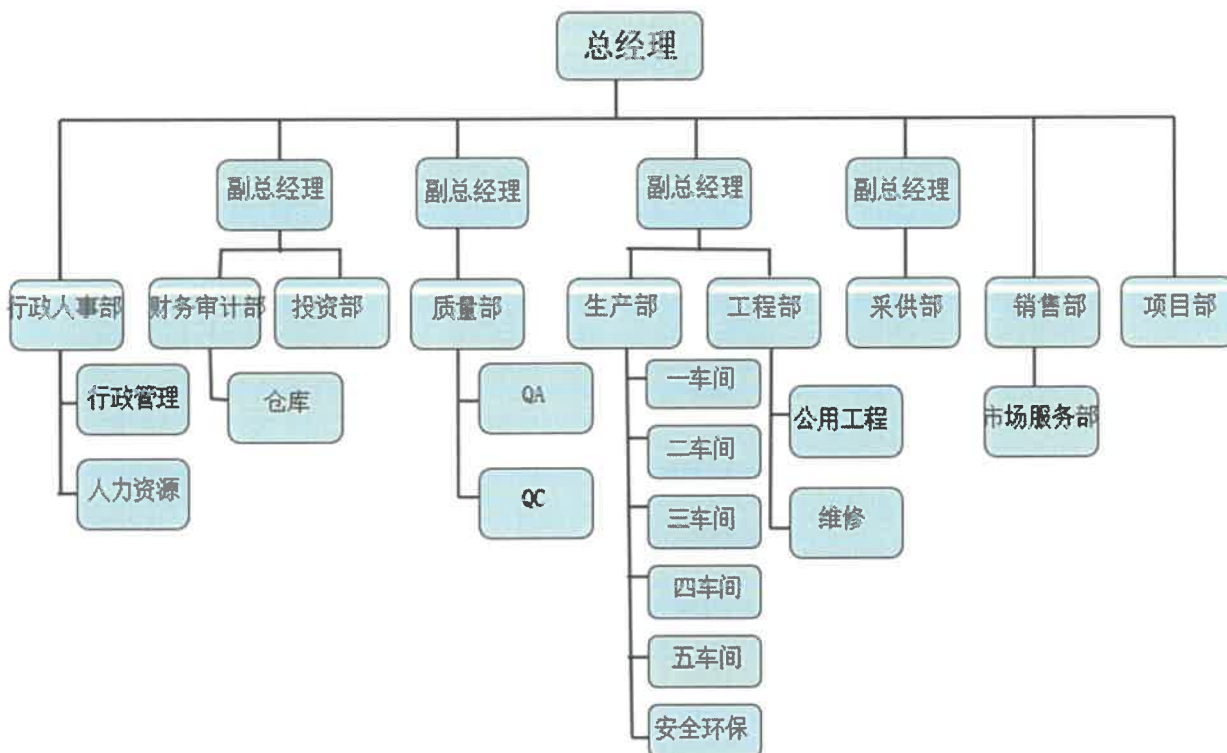 总经理
副总经理
副总经理
副总经理
副总经理
行政人事部
财务审计部
投资部
质量部
生产部
工程部
采供部
销售部
项目部
行政管理
人力资源
仓库
QA
QC
一车间
二车间
三车间
四车间
五车间
安全环保
公用工程
维修
市场服务部